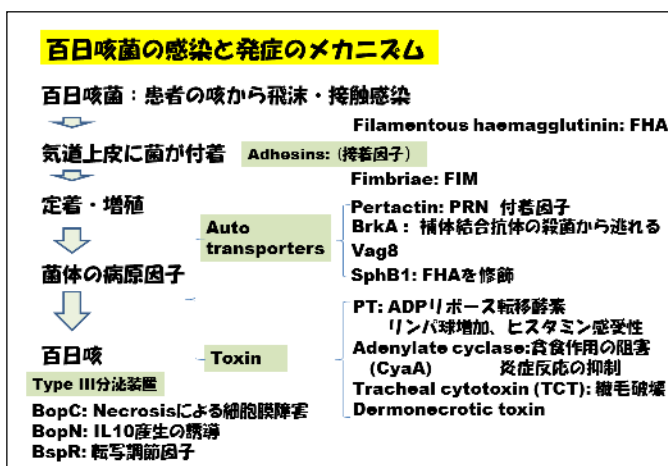 百日咳菌の感染と発症のメカニズム
百日咳菌：患者の咳から飛沫・接触感染
Filamentous haemagglutinin: FHA
気道上皮に菌が付着
Adhesins: (接着因子)
Fimbriae: FIM
定着・増殖
Auto
transporters
Pertactin: PRN 付着因子
BrkA： 補体結合抗体の殺菌から逃れる
Vag8
SphB1: FHAを修飾
菌体の病原因子
PT: ADPリボース転移酵素
リンパ球増加、ヒスタミン感受性
百日咳
Toxin
Adenylate cyclase:貪食作用の阻害
(CyaA) 炎症反応の抑制
Tracheal cytotoxin (TCT): 繊毛破壊
Dermonecrotic toxin
Type III分泌装置
BopC: Necrosisによる細胞膜障害
BopN: IL10産生の誘導
BspR: 転写調節因子